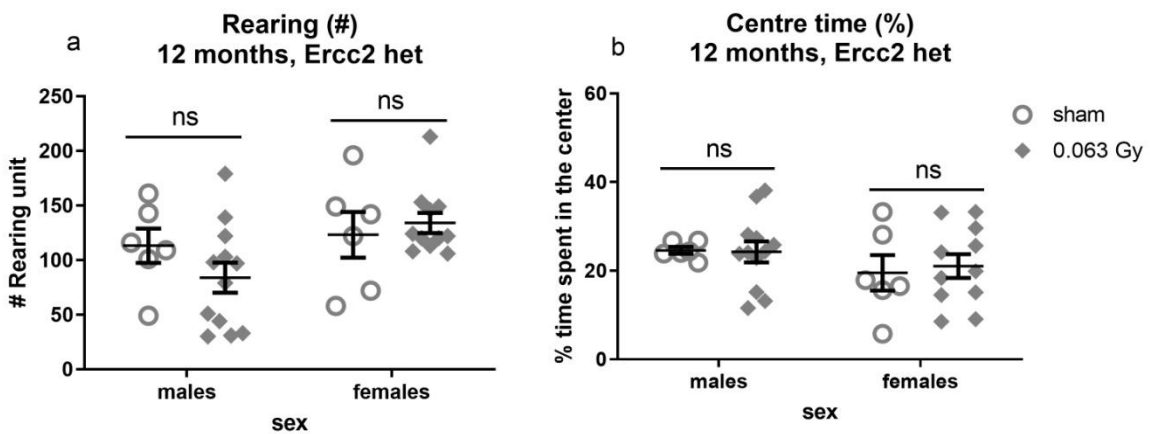 a
Rearing (#)
12 months, Ercc2 het
# Rearing unit
250
200
150
100
50
0
ns
ns
males
females
sex
b
Centre time (%)
12 months, Ercc2 het
% time spent in the center
60
40
20
0
ns
ns
males
females
sex
sham
0.063 Gy